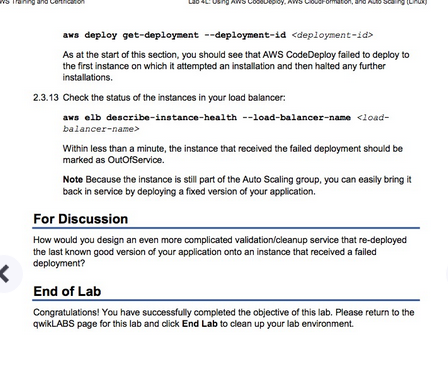 WS Training and Certification Lab 4L: Using AWS CodeDeploy, AWS CloudFormation, and Auto Scaling (Linux)
aws deploy get-deployment --deployment-id <deployment-id>
As at the start of this section, you should see that AWS CodeDeploy failed to deploy to
the first instance on which it attempted an installation and then halted any further
installations.
2.3.13 Check the status of the instances in your load balancer:
aws elb describe-instance-health --load-balancer-name <load-
balancer-name>
Within less than a minute, the instance that received the failed deployment should be
marked as OutOfService.
Note Because the instance is still part of the Auto Scaling group, you can easily bring it
back in service by deploying a fixed version of your application.
For Discussion
How would you design an even more complicated validation/cleanup service that re-deployed
the last known good version of your application onto an instance that received a failed
deployment?
End of Lab
Congratulations! You have successfully completed the objective of this lab. Please return to the
qwikLABS page for this lab and click End Lab to clean up your lab environment.